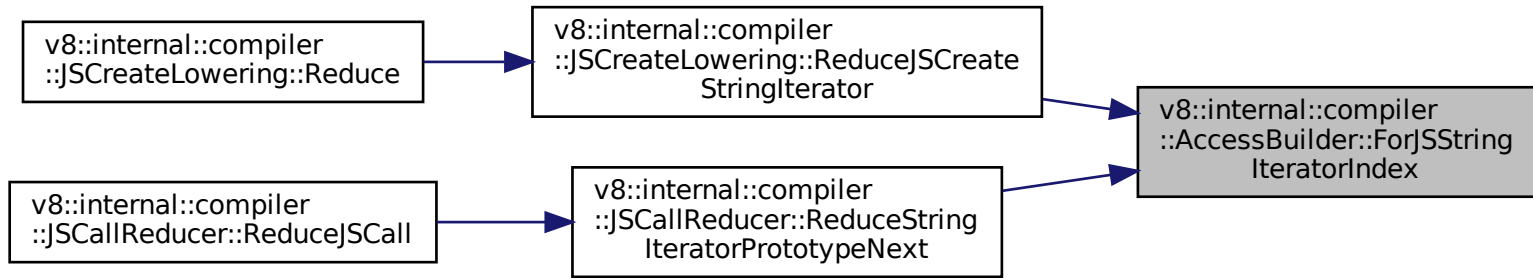 v8::internal::compiler
::JSCreateLowering::Reduce
v8::internal::compiler
::JSCreateLowering::ReduceJSCreate
StringIterator
v8::internal::compiler
::AccessBuilder::ForJSString
IteratorIndex
v8::internal::compiler
::JSCallReducer::ReduceJSCall
v8::internal::compiler
::JSCallReducer::ReduceString
IteratorPrototypeNext